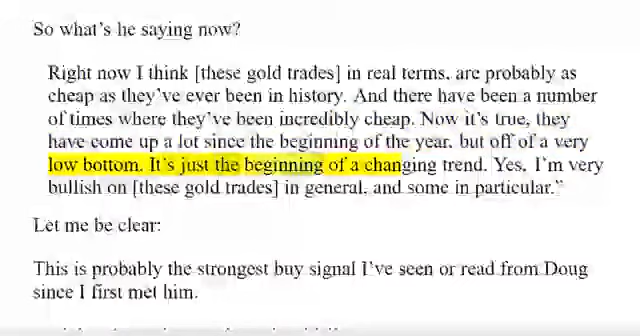 So what's he saying now?
Right now I think [these gold trades] in real terms, are probably as
cheap as they've ever been in history. And there have been a number
of times where they've been incredibly cheap. Now it's true, they
have come up a lot since the beginning of the year, but off of a very
low bottom. It's just the beginning of a changing trend. Yes, I'm very
bullish on [these gold trades] in general, and some in particular."
Let me be clear:
This is probably the strongest buy signal I've seen or read from Doug
since I first met him.